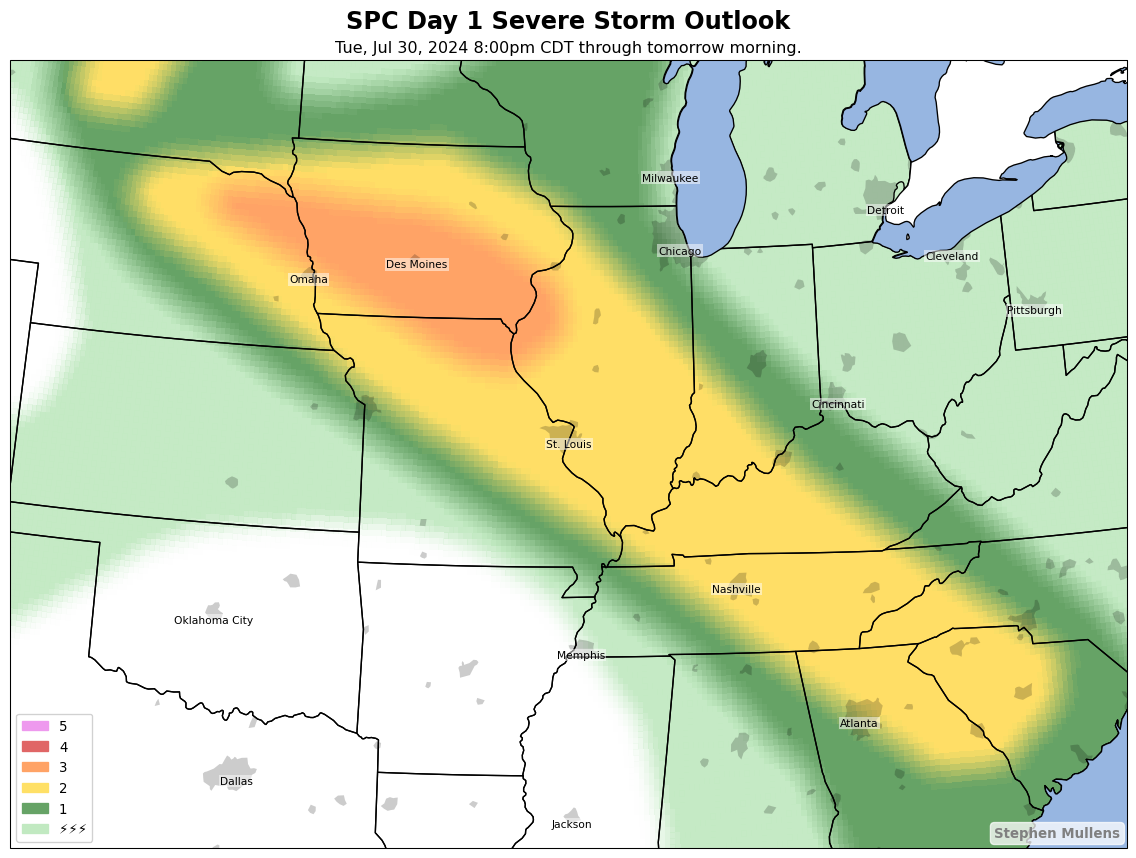 SPC Day 1 Severe Storm Outlook
Tue, Jul 30, 2024 8:00pm CDT through tomorrow morning.
Milwaukee
Detroit
Chicago
Cleveland
Des Moines
Omaha
Pittsburgh
Cincinnati
St. Louis
Nashville
Oklahoma City
Memphis
Atlanta
Dallas
Jackson
5
4
3
2
1
⚡⚡⚡
Stephen Mullens